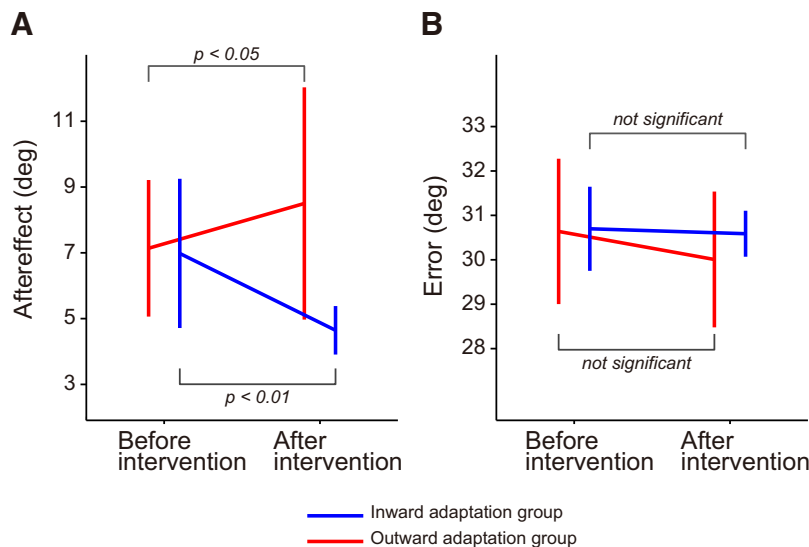 A
p < 0.05
Aftereffect (deg)
11
9
7
5
3
p < 0.01
Before
intervention
After
intervention
B
not significant
Error (deg)
33
32
31
30
29
28
not significant
Before
intervention
After
intervention
Inward adaptation group
Outward adaptation group